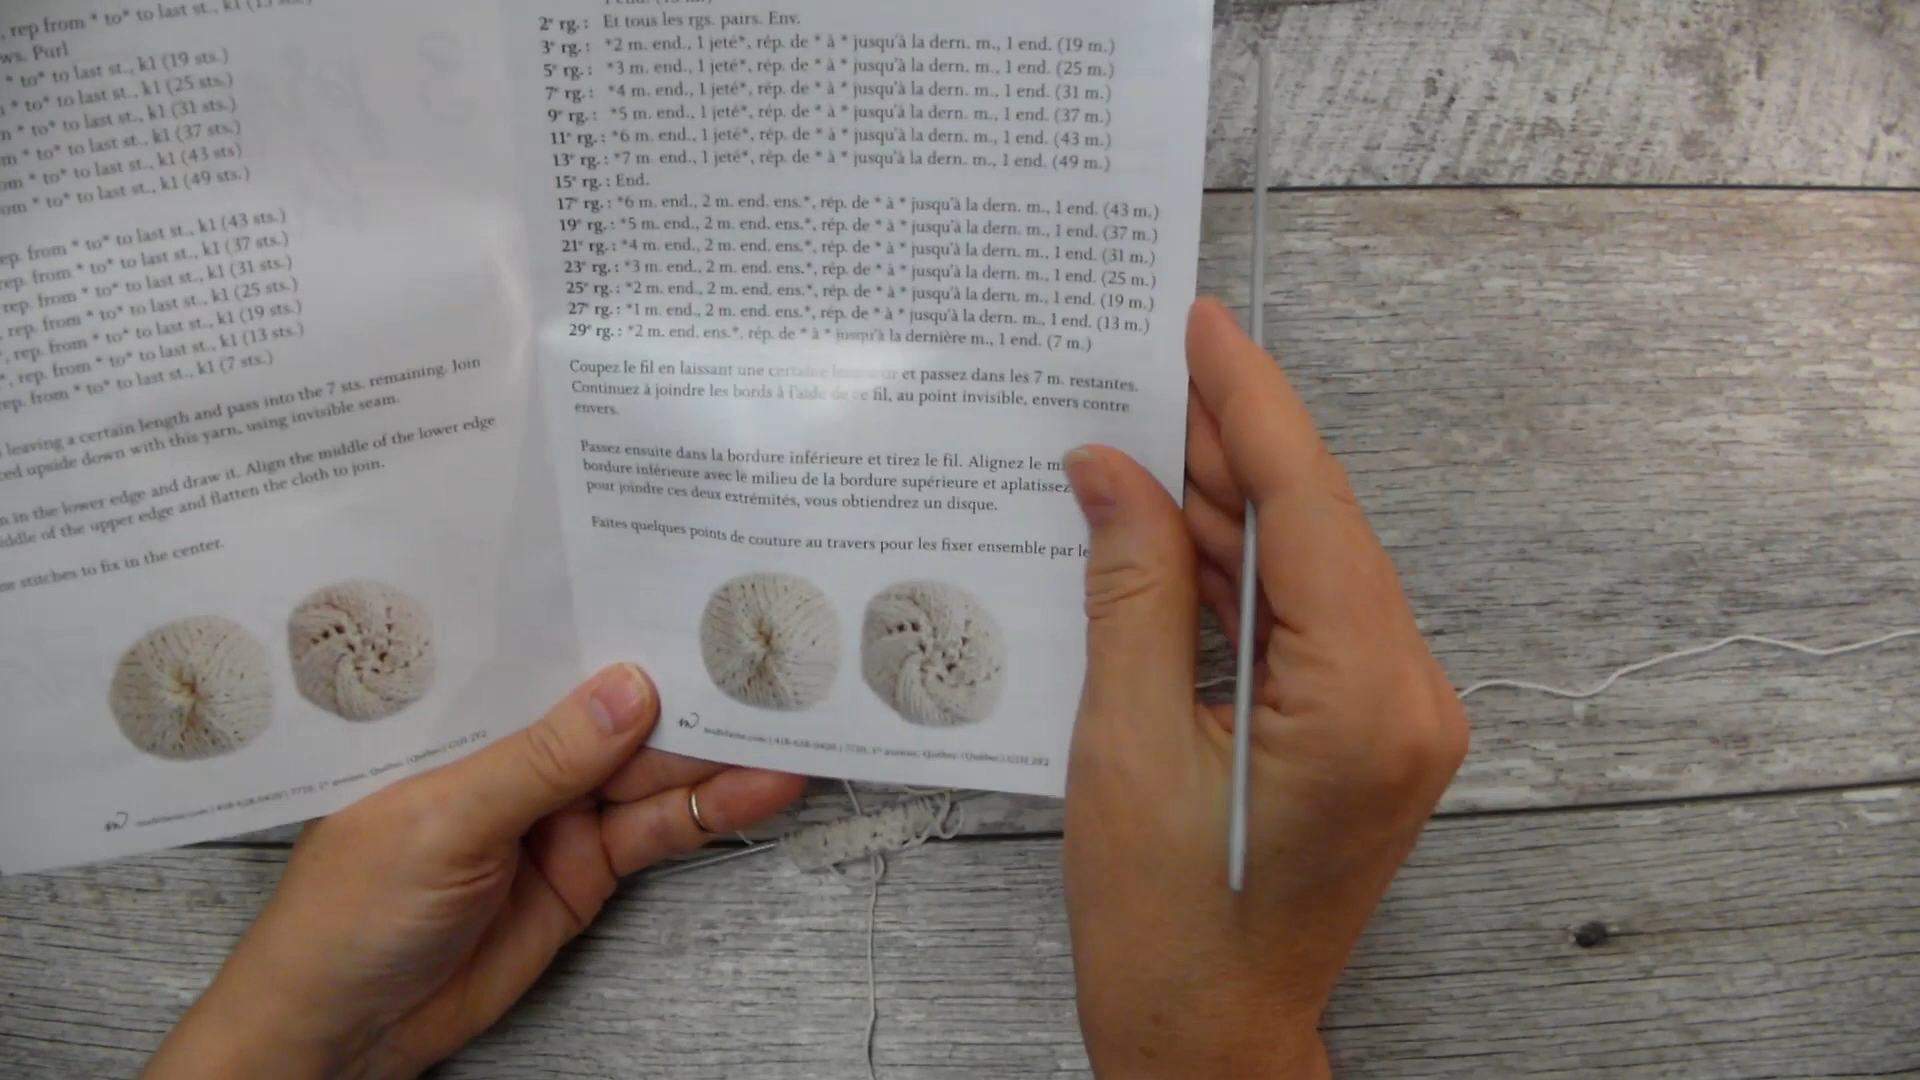 rep from * to* to last st., k1
ws. Purl
* to* to last st., k1 (19 sts.)
* to* to last st., k1 (25 sts.)
* to* to last st., k1 (31 sts.)
m * to* to last st., k1 (37 sts.)
om * to* to last st., k1 (43 sts)
om * to* to last st., k1 (49 sts.)
ep. from * to* to last st., k1 (43 sts.)
rep. from * to* to last st., k1 (37 sts.)
rep. from * to* to last st., k1 (31 sts.)
, rep. from * to* to last st., k1 (25 sts.)
*, rep. from * to* to last st., k1 (19 sts.)
*, rep. from * to* to last st., k1 (13 sts.)
rep. from * to* to last st., k1 (7 sts.)
leaving a certain length and pass into the 7 sts. remaining. Join
ced upside down with this yarn, using invisible seam.
n in the lower edge and draw it. Align the middle of the lower edge
iddle of the upper edge and flatten the cloth to join.
ne stitches to fix in the center.
2e rg. : Et tous les rgs. pairs. Env.
3e rg. : *2 m. end., 1 jeté*, rép. de * à * jusqu'à la dern. m., 1 end. (19 m.)
5e rg. : *3 m. end., 1 jeté*, rép. de * à * jusqu'à la dern. m., 1 end. (25 m.)
7e rg. : *4 m. end., 1 jeté*, rép. de * à * jusqu'à la dern. m., 1 end. (31 m.)
9e rg. : *5 m. end., 1 jeté*, rép. de * à * jusqu'à la dern. m., 1 end. (37 m.)
11e rg. : *6 m. end., 1 jeté*, rép. de * à * jusqu'à la dern. m., 1 end. (43 m.)
13e rg. : *7 m. end., 1 jeté*, rép. de * à * jusqu'à la dern. m., 1 end. (49 m.)
15e rg. : End.
17e rg. : *6 m. end., 2 m. end. ens.*, rép. de * à * jusqu'à la dern. m., 1 end. (43 m.)
19e rg. : *5 m. end., 2 m. end. ens.*, rép. de * à * jusqu'à la dern. m., 1 end. (37 m.)
21e rg. : *4 m. end., 2 m. end. ens.*, rép. de * à * jusqu'à la dern. m., 1 end. (31 m.)
23e rg. : *3 m. end., 2 m. end. ens.*, rép. de * à * jusqu'à la dern. m., 1 end. (25 m.)
25e rg. : *2 m. end., 2 m. end. ens.*, rép. de * à * jusqu'à la dern. m., 1 end. (19 m.)
27e rg. : *1 m. end., 2 m. end. ens.*, rép. de * à * jusqu'à la dern. m., 1 end. (13 m.)
29e rg. : *2 m. end. ens.*, rép. de * à * jusqu'à la dernière m., 1 end. (7 m.)
Coupez le fil en laissant une certaine longueur et passez dans les 7 m. restantes.
Continuez à joindre les bords à l'aide de ce fil, au point invisible, envers contre
envers.
Passez ensuite dans la bordure inférieure et tirez le fil. Alignez le m
bordure inférieure avec le milieu de la bordure supérieure et aplatissez
pour joindre ces deux extrémités, vous obtiendrez un disque.
Faites quelques points de couture au travers pour les fixer ensemble par le